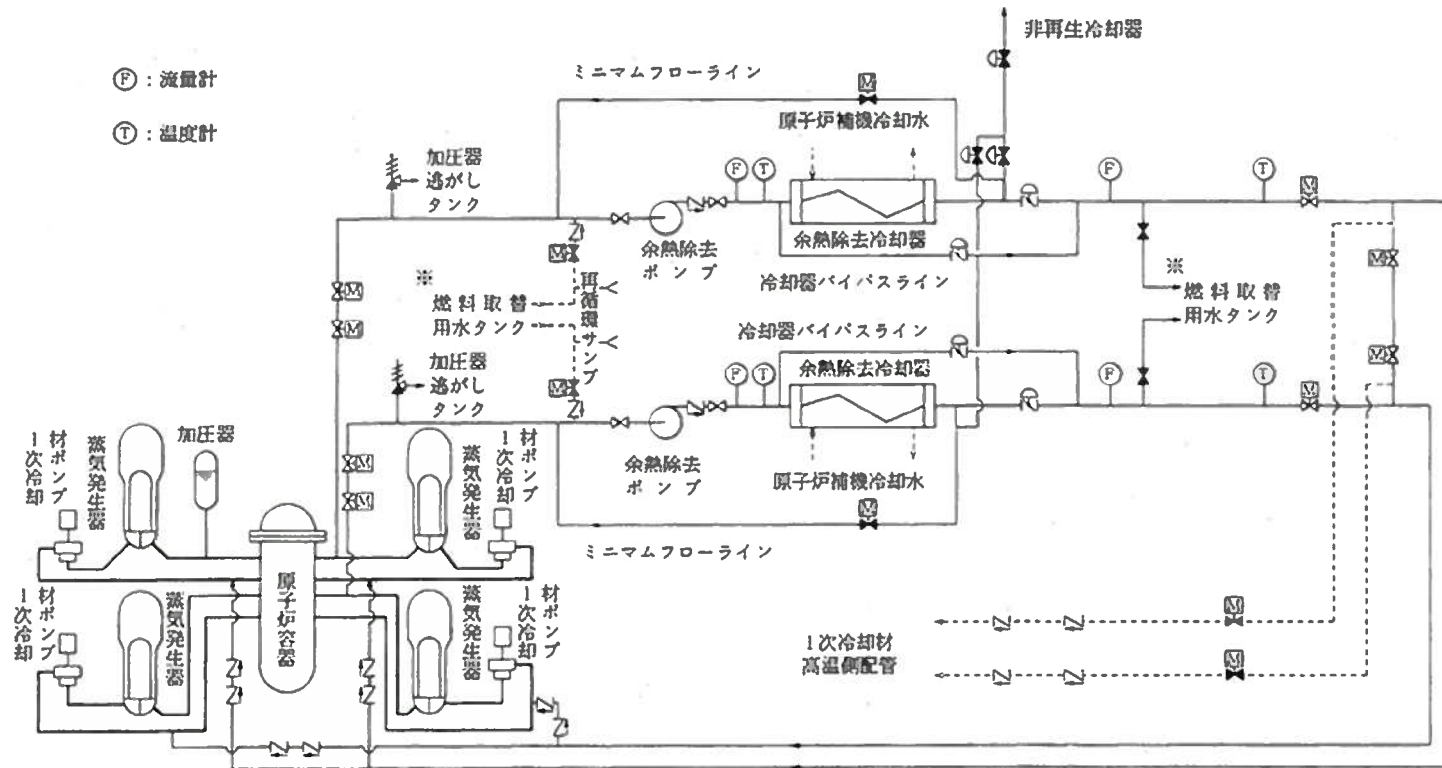 Ⓕ：流量計
Ⓣ：温度計
非再生冷却器
ミニマムフローライン
M
原子炉補機冷却水
加圧器
逃がし
タンク
F
T
F
T
M
余熱除去
ポンプ
余熱除去冷却器
M
冷却器バイパスライン
※
燃料取替
用水タンク
再循環サンプ
M
M
M
※
燃料取替
用水タンク
冷却器バイパスライン
加圧器
逃がし
タンク
M
F
T
余熱除去冷却器
F
T
M
M
余熱除去
ポンプ
原子炉補機冷却水
M
M
M
ミニマムフローライン
1次冷却
材ポンプ
蒸気発生器
加圧器
蒸気発生器
1次冷却
材ポンプ
原子炉容器
1次冷却
材ポンプ
蒸気発生器
蒸気発生器
1次冷却
材ポンプ
1次冷却材
高温側配管
M
M